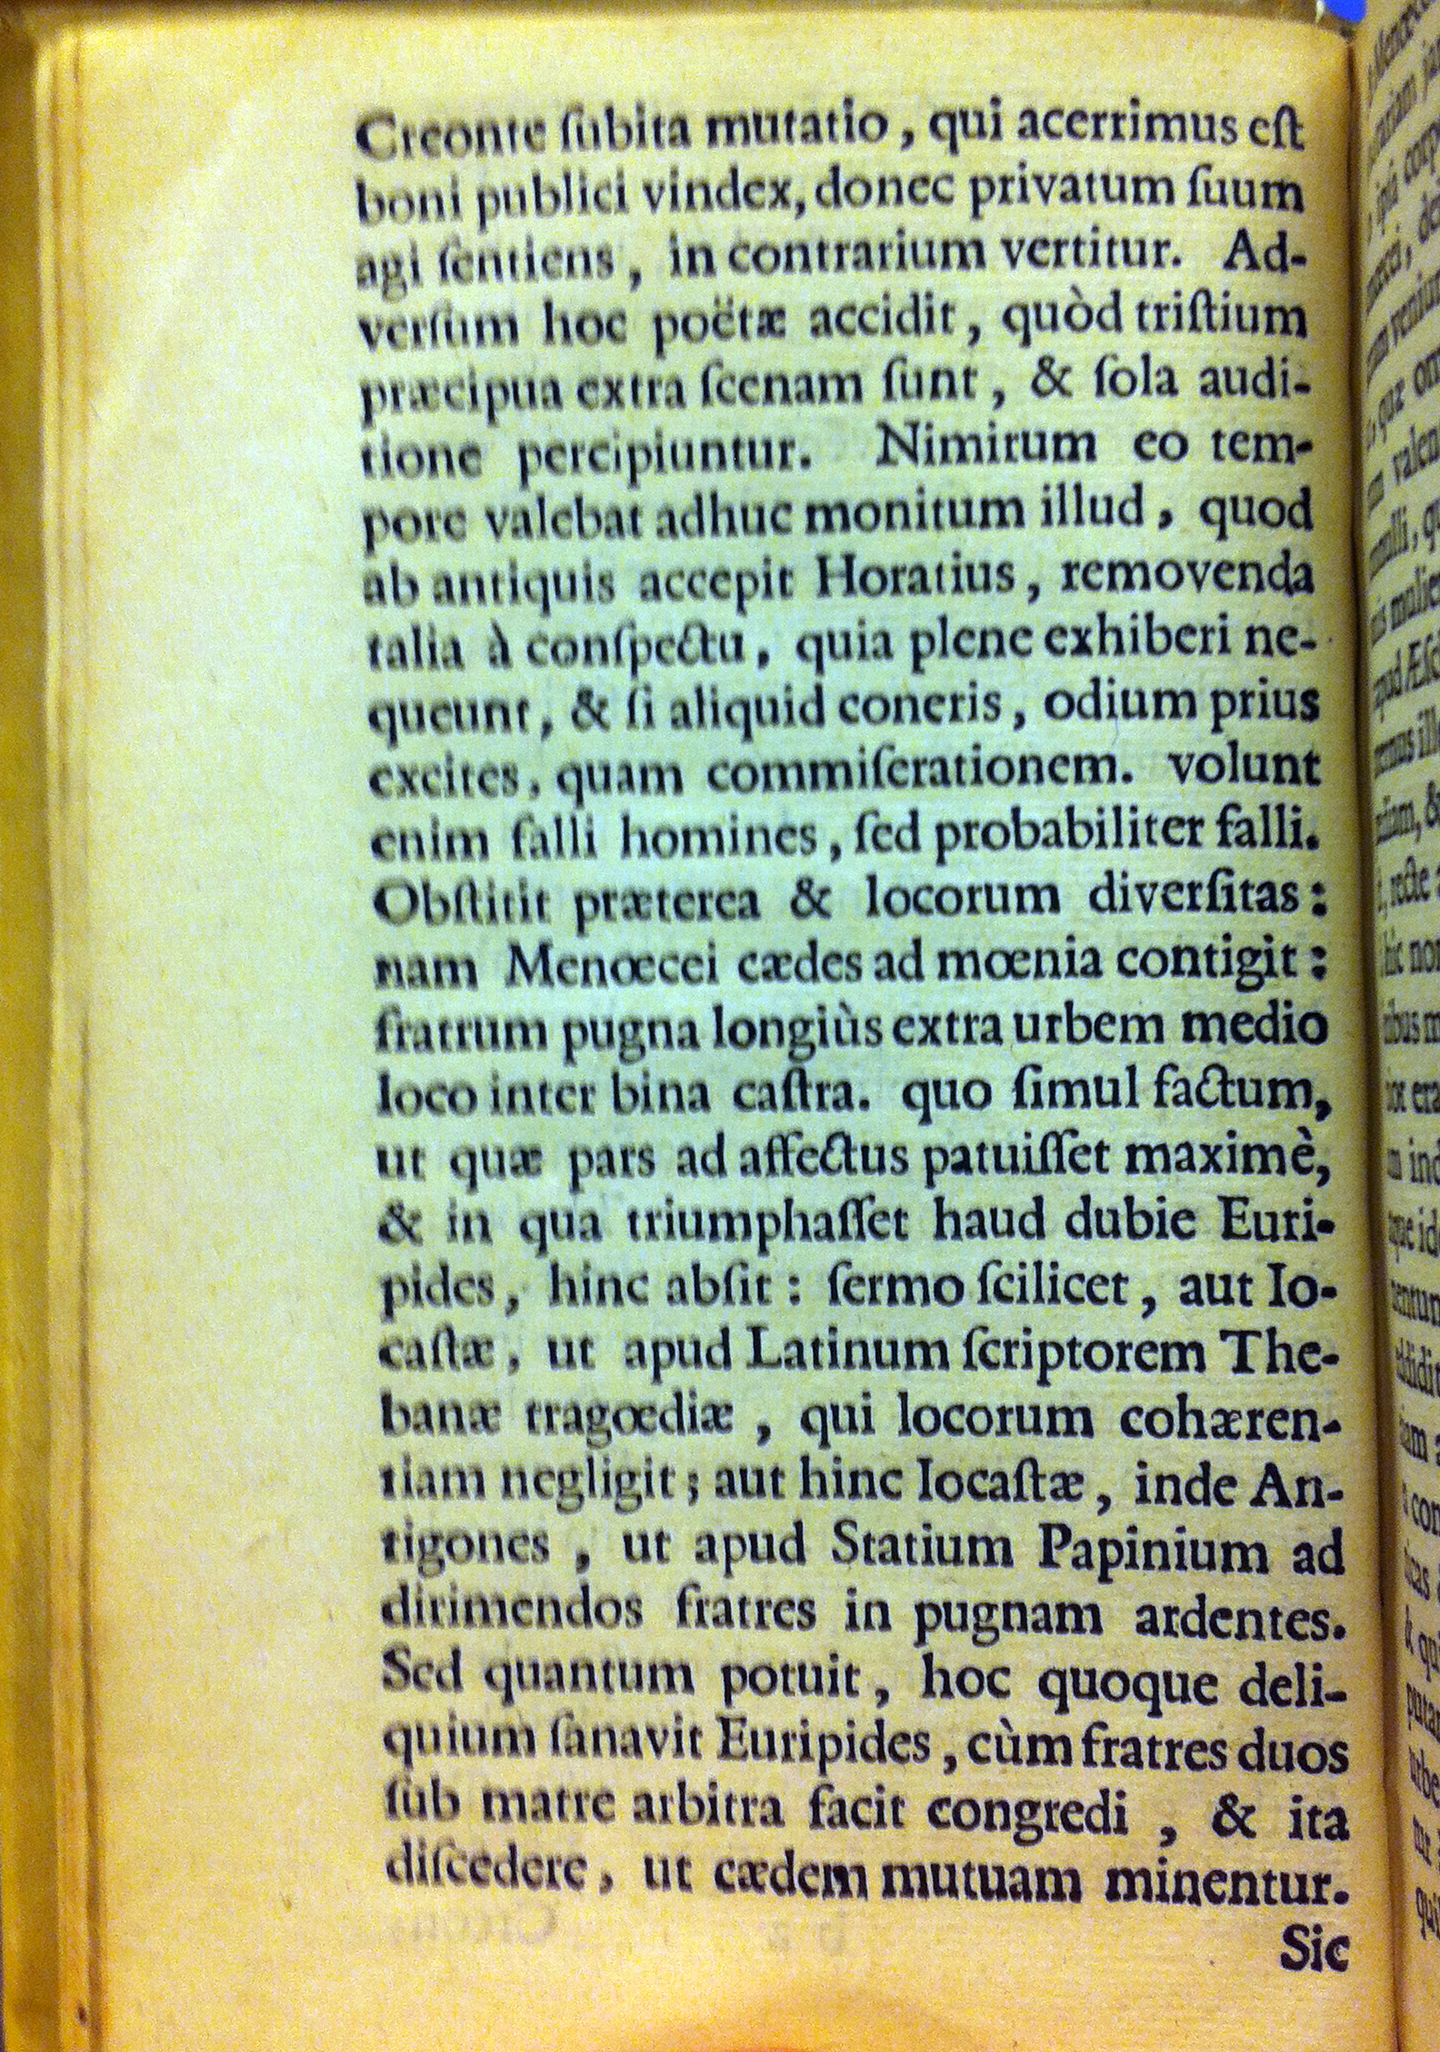 Creonte ſubita mutatio, qui acerrimus eſt
boni publici vindex, donec privatum ſuum
agi ſentiens, in contrarium vertitur. Ad-
verſum hoc poëtæ accidit, quòd triſtium
præcipua extra ſcenam ſunt, & ſola audi-
tione percipiuntur. Nimirum eo tem-
pore valebat adhuc monitum illud, quod
ab antiquis accepit Horatius, removenda
talia à conſpectu, quia plene exhiberi ne-
queunt, & ſi aliquid coneris, odium prius
excites, quam commiſerationem. volunt
enim falli homines, ſed probabiliter falli.
Obſtitit præterea & locorum diverſitas:
nam Menœcei cædes ad mœnia contigit:
fratrum pugna longiùs extra urbem medio
loco inter bina caſtra. quo ſimul factum,
ut quæ pars ad affectus patuiſſet maximè,
& in qua triumphaſſet haud dubie Euri-
pides, hinc abſit: ſermo ſcilicet, aut Io-
caſtæ, ut apud Latinum ſcriptorem The-
banæ tragœdiæ, qui locorum cohæren-
tiam negligit; aut hinc Iocaſtæ, inde An-
tigones, ut apud Statium Papinium ad
dirimendos fratres in pugnam ardentes.
Sed quantum potuit, hoc quoque deli-
quium ſanavit Euripides, cùm fratres duos
ſub matre arbitra facit congredi, & ita
diſcedere, ut cædem mutuam minentur.
Sic